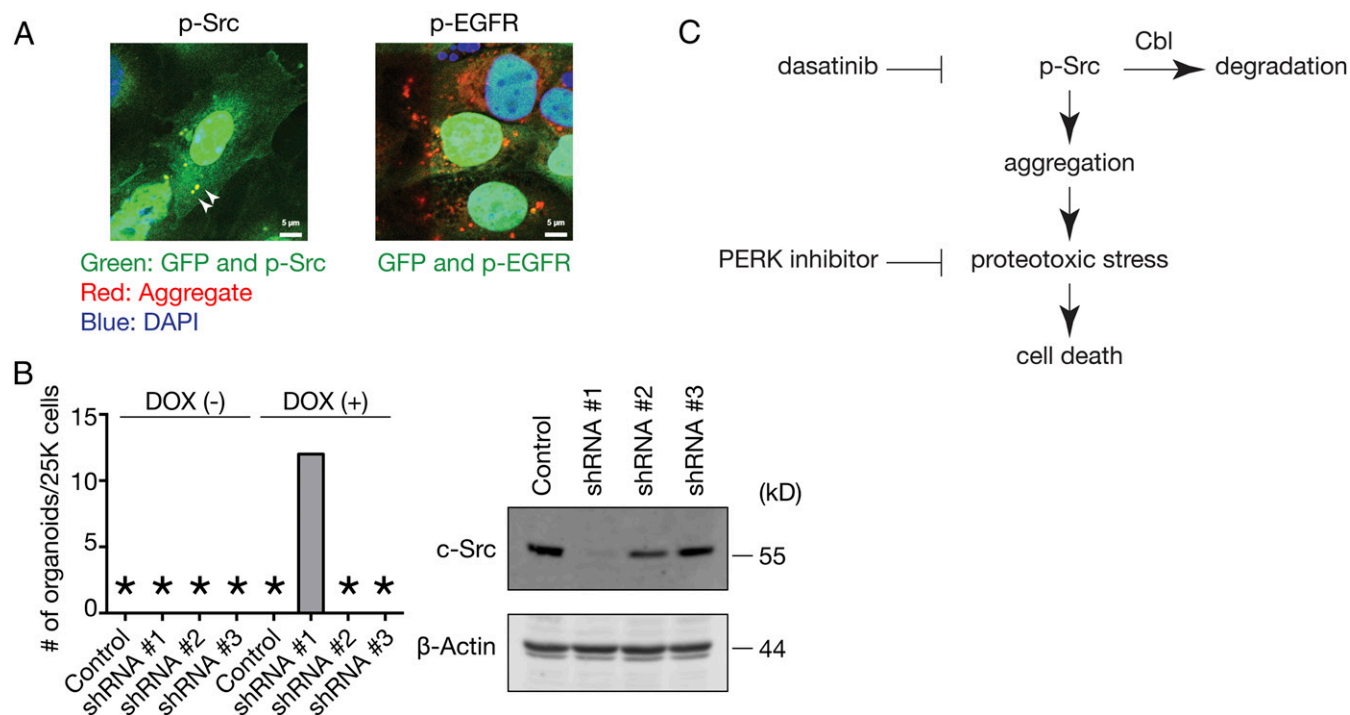 A
p-Src
p-EGFR
5 µm
5 µm
Green: GFP and p-Src
GFP and p-EGFR
Red: Aggregate
Blue: DAPI
B
# of organoids/25K cells
DOX (-)
DOX (+)
15
10
5
0
* * * * * * *
Control
shRNA #1
shRNA #2
shRNA #3
Control
shRNA #1
shRNA #2
shRNA #3
Control
shRNA #1
shRNA #2
shRNA #3
(kD)
c-Src
55
β-Actin
44
C
Cbl
dasatinib
p-Src
degradation
aggregation
PERK inhibitor
proteotoxic stress
cell death